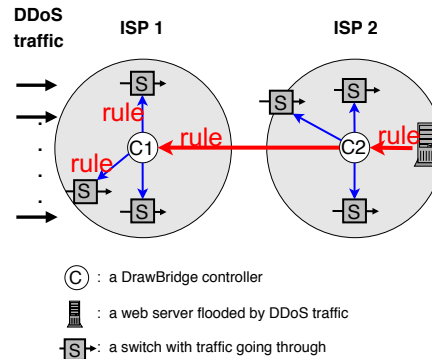 DDoS traffic ISP 1 ISP 2
S S
S
rule rule rule
C1 C2
rule
S
S S
C : a DrawBridge controller
: a web server flooded by DDoS traffic
S : a switch with traffic going through